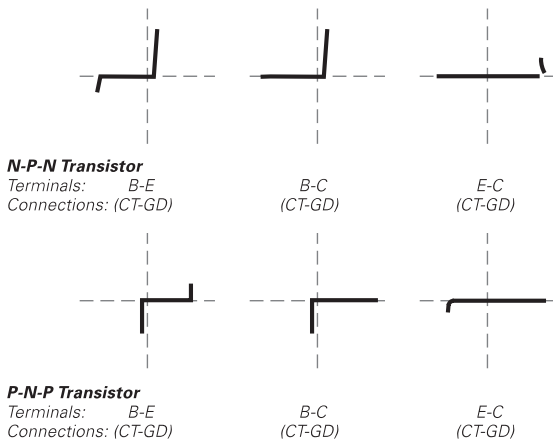 N-P-N Transistor
Terminals: B-E B-C E-C
Connections: (CT-GD) (CT-GD) (CT-GD)
P-N-P Transistor
Terminals: B-E B-C E-C
Connections: (CT-GD) (CT-GD) (CT-GD)